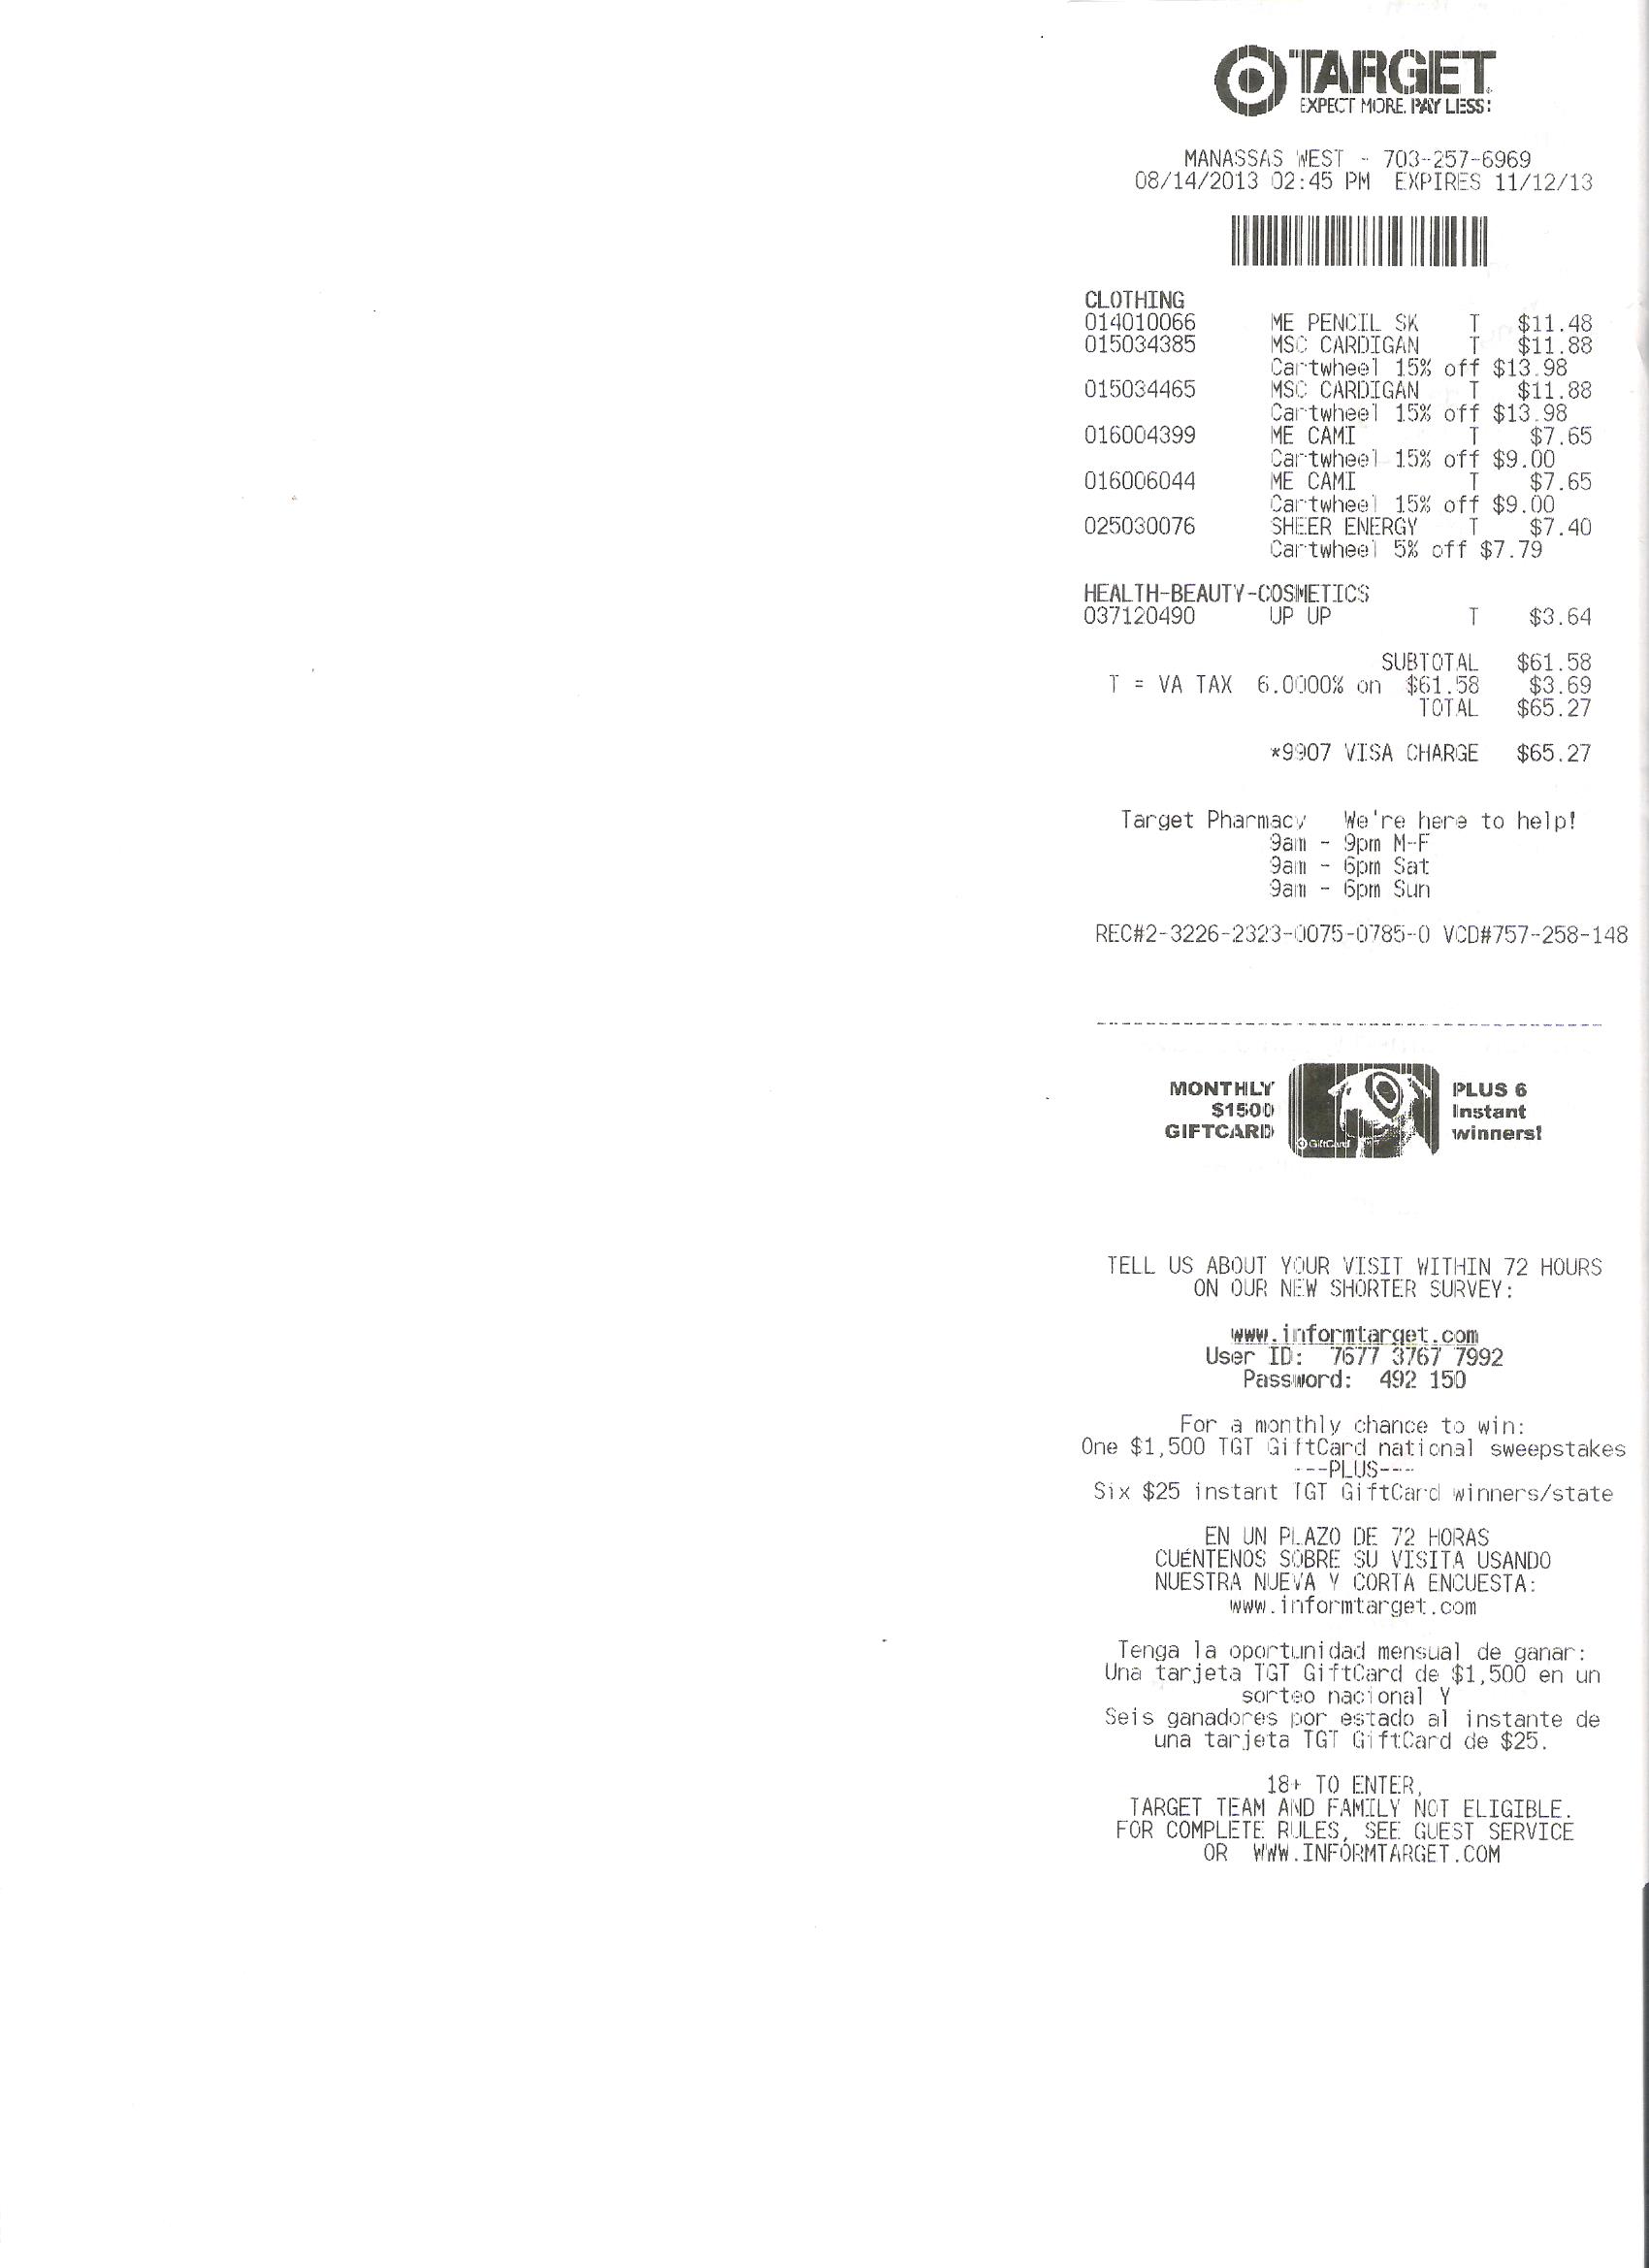 TARGET
EXPECT MORE. PAY LESS.
MANASSAS WEST - 703-257-6969
08/14/2013 02:45 PM EXPIRES 11/12/13
CLOTHING
014010066 ME PENCIL SK T $11.48
015034385 MSC CARDIGAN T $11.88
Cartwheel 15% off $13.98
015034465 MSC CARDIGAN T $11.88
Cartwheel 15% off $13.98
016004399 ME CAMI T $7.65
Cartwheel 15% off $9.00
016006044 ME CAMI T $7.65
Cartwheel 15% off $9.00
025030076 SHEER ENERGY T $7.40
Cartwheel 5% off $7.79
HEALTH-BEAUTY-COSMETICS
037120490 UP UP T $3.64
SUBTOTAL $61.58
T = VA TAX 6.0000% on $61.58 $3.69
TOTAL $65.27
*9907 VISA CHARGE $65.27
Target Pharmacy We're here to help!
9am - 9pm M-F
9am - 6pm Sat
9am - 6pm Sun
REC#2-3226-2323-0075-0785-0 VCD#757-258-148
MONTHLY $1500 GIFTCARD
GiftCard
PLUS 6 Instant winners!
TELL US ABOUT YOUR VISIT WITHIN 72 HOURS
ON OUR NEW SHORTER SURVEY:
www.informtarget.com
User ID: 7677 3767 7992
Password: 492 150
For a monthly chance to win:
One $1,500 TGT GiftCard national sweepstakes
---PLUS----
Six $25 instant TGT GiftCard winners/state
EN UN PLAZO DE 72 HORAS
CUÉNTENOS SOBRE SU VISITA USANDO
NUESTRA NUEVA Y CORTA ENCUESTA:
www.informtarget.com
Tenga la oportunidad mensual de ganar:
Una tarjeta TGT GiftCard de $1,500 en un
sorteo nacional Y
Seis ganadores por estado al instante de
una tarjeta TGT GiftCard de $25.
18+ TO ENTER,
TARGET TEAM AND FAMILY NOT ELIGIBLE.
FOR COMPLETE RULES, SEE GUEST SERVICE
OR WWW.INFORMTARGET.COM